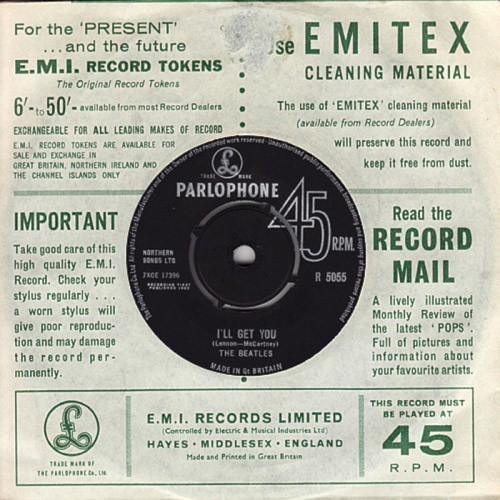 For the 'PRESENT'
...and the future
E.M.I. RECORD TOKENS
The Original Record Tokens
6'- to 50'- available from most Record Dealers
EXCHANGEABLE FOR ALL LEADING MAKES OF RECORD
E.M.I. RECORD TOKENS ARE AVAILABLE FOR
SALE AND EXCHANGE IN
GREAT BRITAIN, NORTHERN IRELAND AND
THE CHANNEL ISLANDS ONLY
Use EMITEX
CLEANING MATERIAL
The use of 'EMITEX' cleaning material
(available from Record Dealers)
will preserve this record and
keep it free from dust.
IMPORTANT
Take good care of this
high quality E.M.I.
Record. Check your
stylus regularly . . .
a worn stylus will
give poor reproduc-
tion and may damage
the record per-
manently.
TRADE MARK
PARLOPHONE
45
R.P.M.
NORTHERN
SONGS LTD
7XCE 17396
RECORDING FIRST
PUBLISHED 1963
R 5055
I'LL GET YOU
(Lennon—McCartney)
THE BEATLES
MADE IN GT BRITAIN
Read the
RECORD
MAIL
A lively illustrated
Monthly Review of
the latest 'POPS'.
Full of pictures and
information about
your favourite artists.
TRADE MARK OF
THE PARLOPHONE Co., Ltd.
E.M.I. RECORDS LIMITED
(Controlled by Electric & Musical Industries Ltd)
HAYES · MIDDLESEX · ENGLAND
Made and Printed in Great Britain
THIS RECORD MUST
BE PLAYED AT
45
R.P.M.